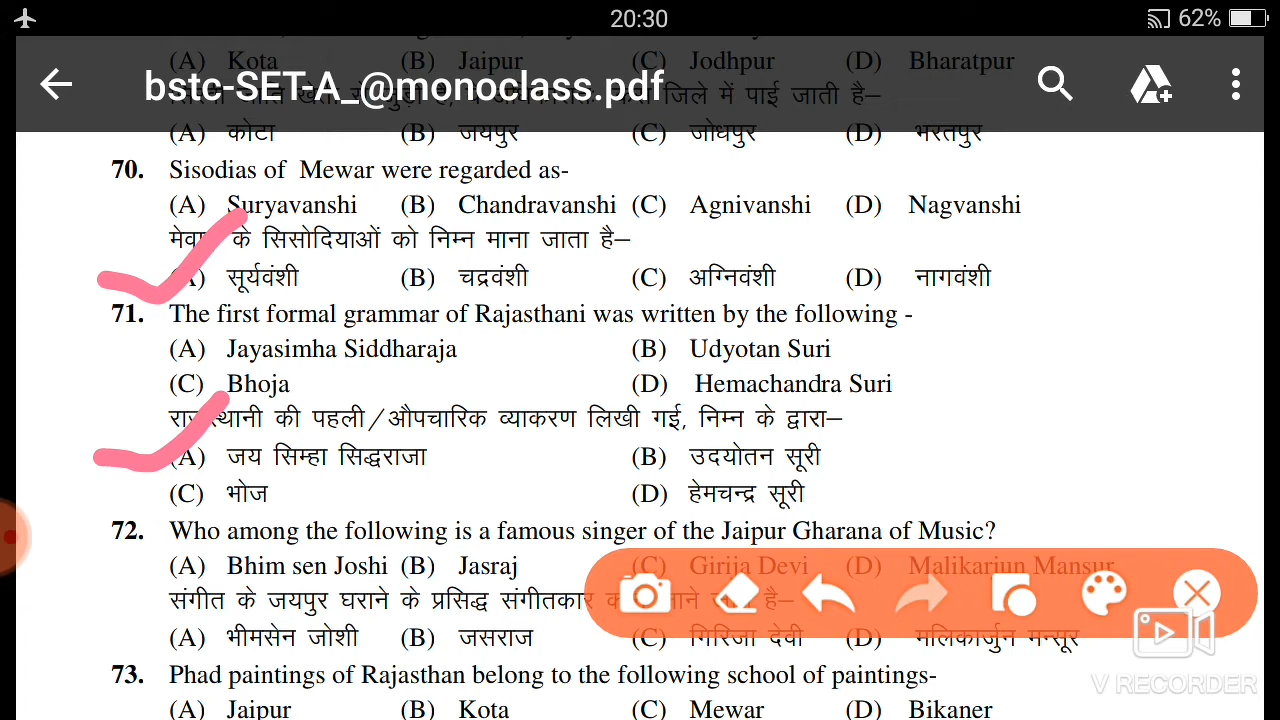 20:30
62%
(A) Kota (B) Jaipur (C) Jodhpur (D) Bharatpur
bstc-SET-A_@monoclass.pdf
जिले में पाई जाती है–
(A) कोटा (B) जयपुर (C) जोधपुर (D) भरतपुर
70. Sisodias of Mewar were regarded as-
(A) Suryavanshi (B) Chandravanshi (C) Agnivanshi (D) Nagvanshi
के सिसोदियाओं को निम्न माना जाता है–
(A) सूर्यवंशी (B) चद्रवंशी (C) अग्निवंशी (D) नागवंशी
71. The first formal grammar of Rajasthani was written by the following -
(A) Jayasimha Siddharaja (B) Udyotan Suri
(C) Bhoja (D) Hemachandra Suri
राजस्थानी की पहली/औपचारिक व्याकरण लिखी गई, निम्न के द्वारा–
(A) जय सिम्हा सिद्धराजा (B) उदयोतन सूरी
(C) भोज (D) हेमचन्द्र सूरी
72. Who among the following is a famous singer of the Jaipur Gharana of Music?
(A) Bhim sen Joshi (B) Jasraj (C) Girija Devi (D) Malikarjun Mansur
संगीत के जयपुर घराने के प्रसिद्ध संगीतकार है–
(A) भीमसेन जोशी (B) जसराज (C) गिरिजा देवी (D) मलिकार्जुन मन्सूर
V RECORDER
73. Phad paintings of Rajasthan belong to the following school of paintings-
(A) Jaipur (B) Kota (C) Mewar (D) Bikaner